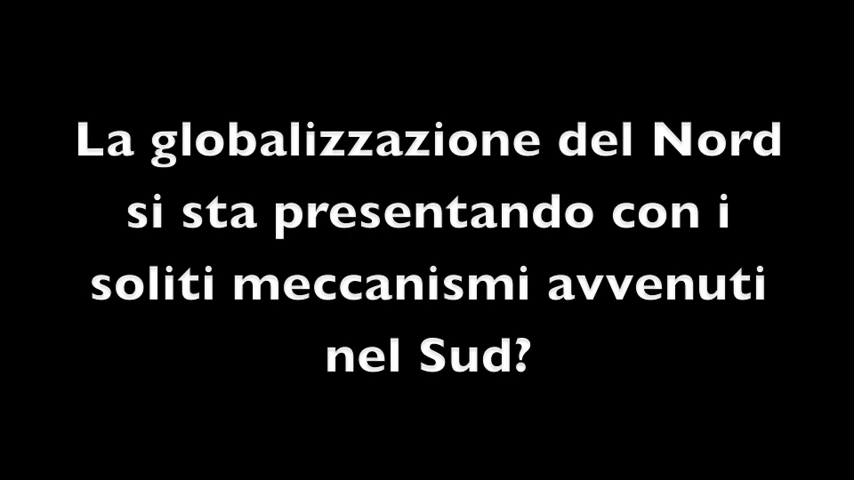 La globalizzazione del Nord
si sta presentando con i
soliti meccanismi avvenuti
nel Sud?